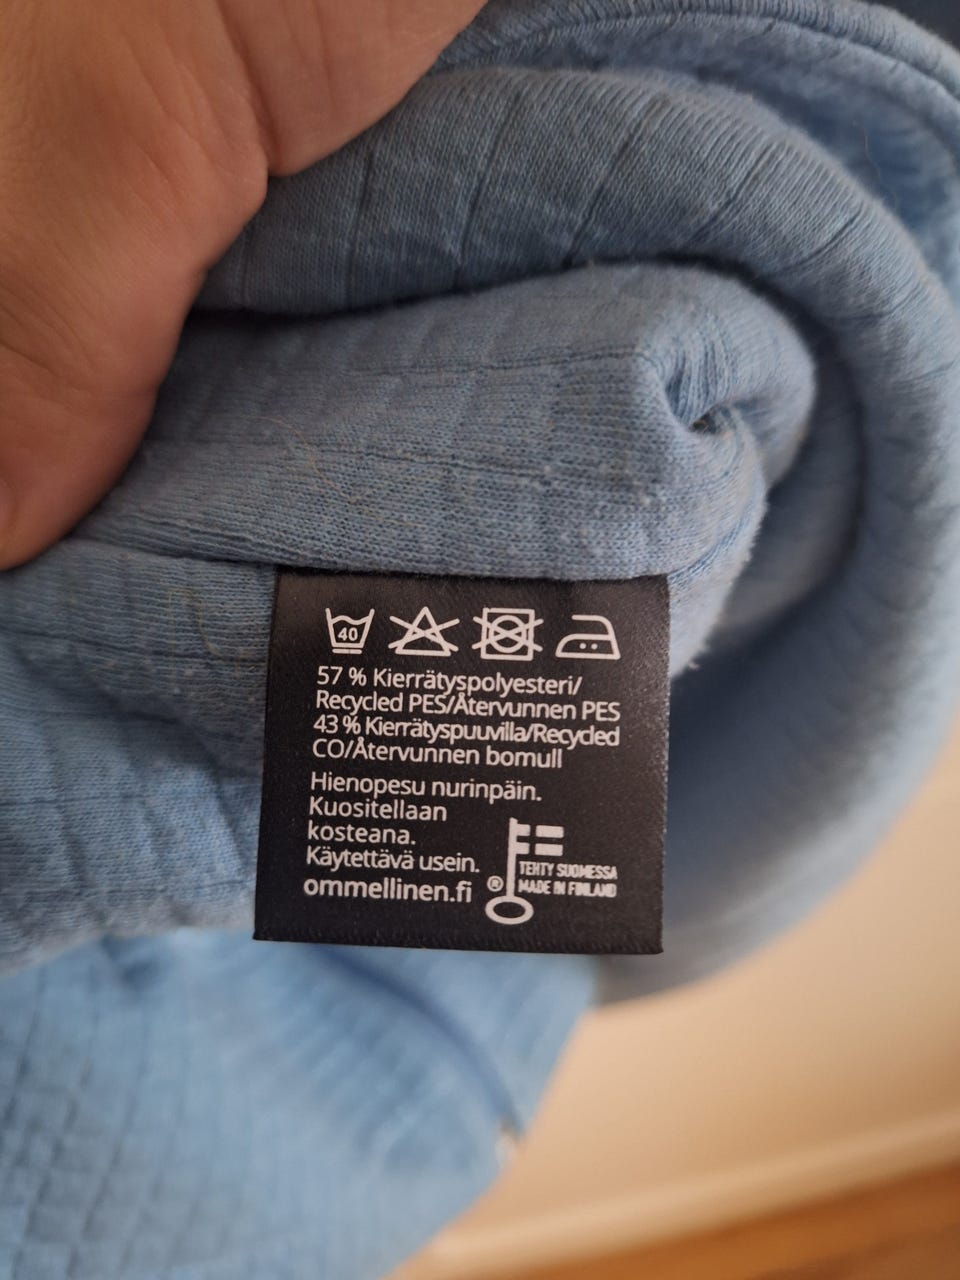 40
57 % Kierrätyspolyesteri/
Recycled PES/Återvunnen PES
43 % Kierrätyspuuvilla/Recycled
CO/Återvunnen bomull
Hienopesu nurinpäin.
Kuositellaan
kosteana.
Käytettävä usein.
ommellinen.fi
®
TEHTY SUOMESSA
MADE IN FINLAND